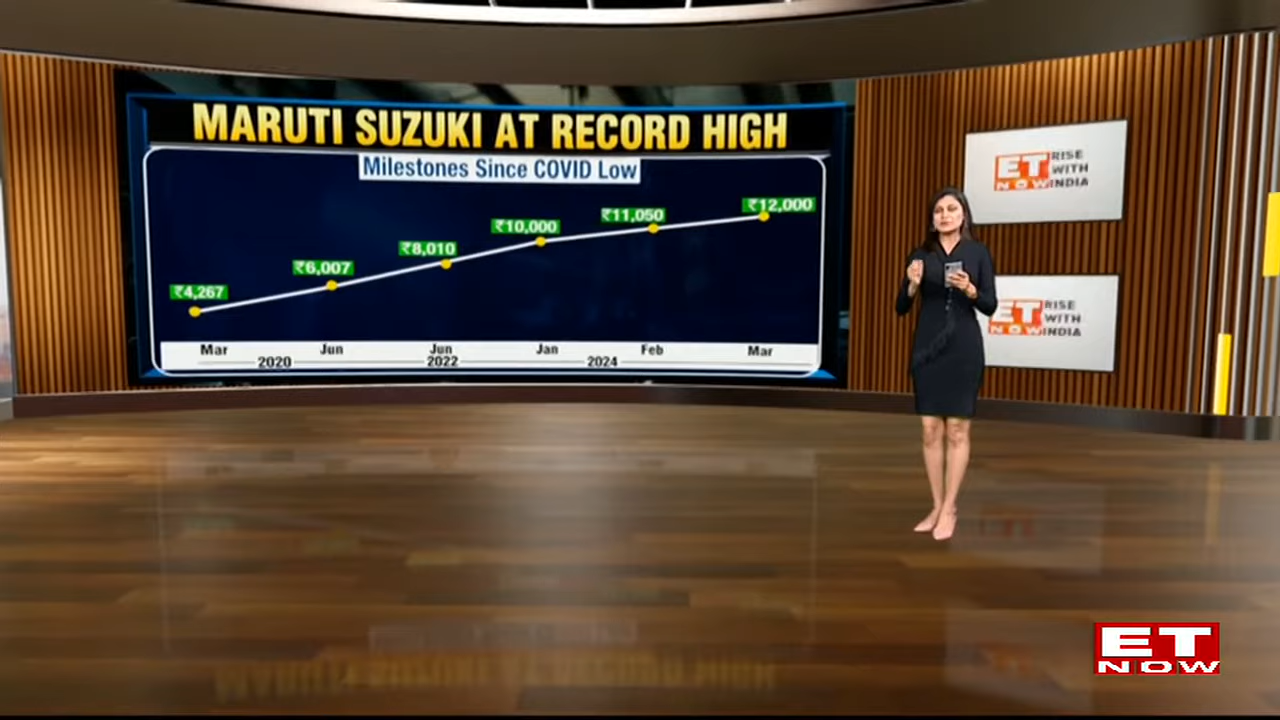 MARUTI SUZUKI AT RECORD HIGH
Milestones Since COVID Low
₹4,267
₹6,007
₹8,010
₹10,000
₹11,050
₹12,000
Mar Jun Jun Jan Feb Mar
2020 2022 2024
ET NOW
RISE WITH INDIA
ET NOW
RISE WITH INDIA
ET
NOW